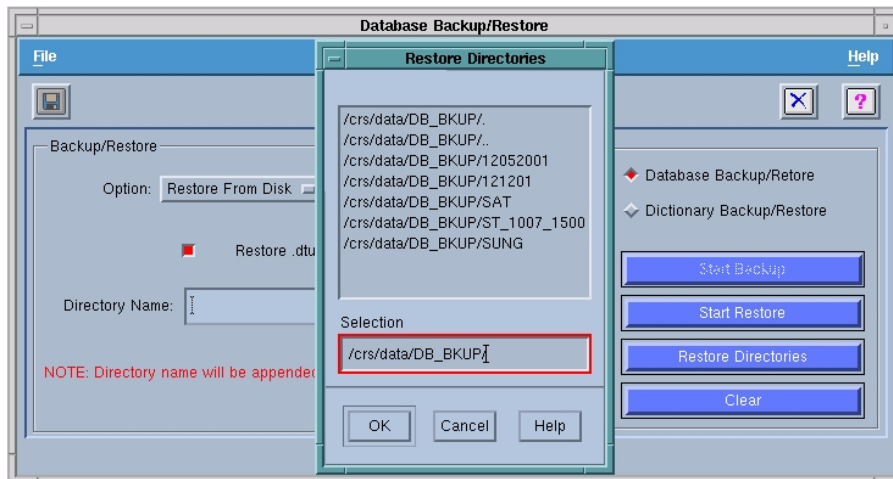 Database Backup/Restore
File
Help
Restore Directories
/crs/data/DB_BKUP/.
/crs/data/DB_BKUP/..
/crs/data/DB_BKUP/12052001
/crs/data/DB_BKUP/121201
/crs/data/DB_BKUP/SAT
/crs/data/DB_BKUP/ST_1007_1500
/crs/data/DB_BKUP/SUNG
Selection
/crs/data/DB_BKUP/
OK
Cancel
Help
Backup/Restore
Option:
Restore From Disk
Restore .dtu
Directory Name:
NOTE: Directory name will be appended
Database Backup/Retore
Dictionary Backup/Restore
Start Backup
Start Restore
Restore Directories
Clear
?